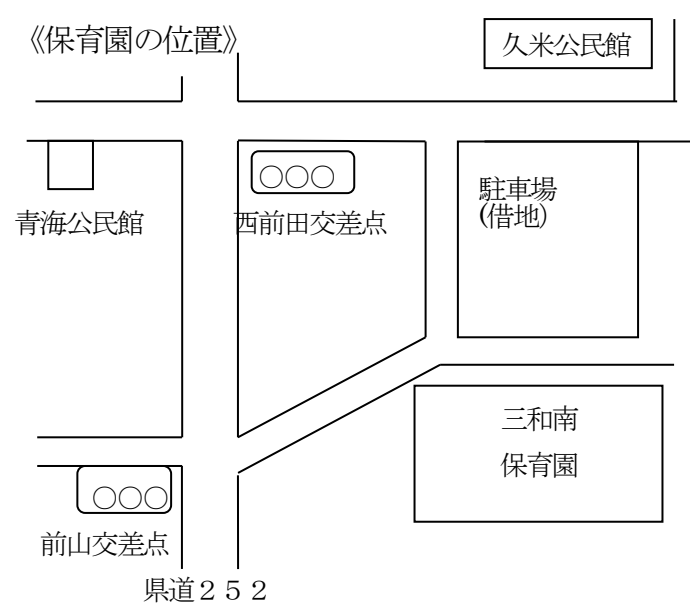 《保育園の位置》
久米公民館
○○○
駐車場
(借地)
青海公民館
西前田交差点
三和南
保育園
○○○
前山交差点
県道２５２